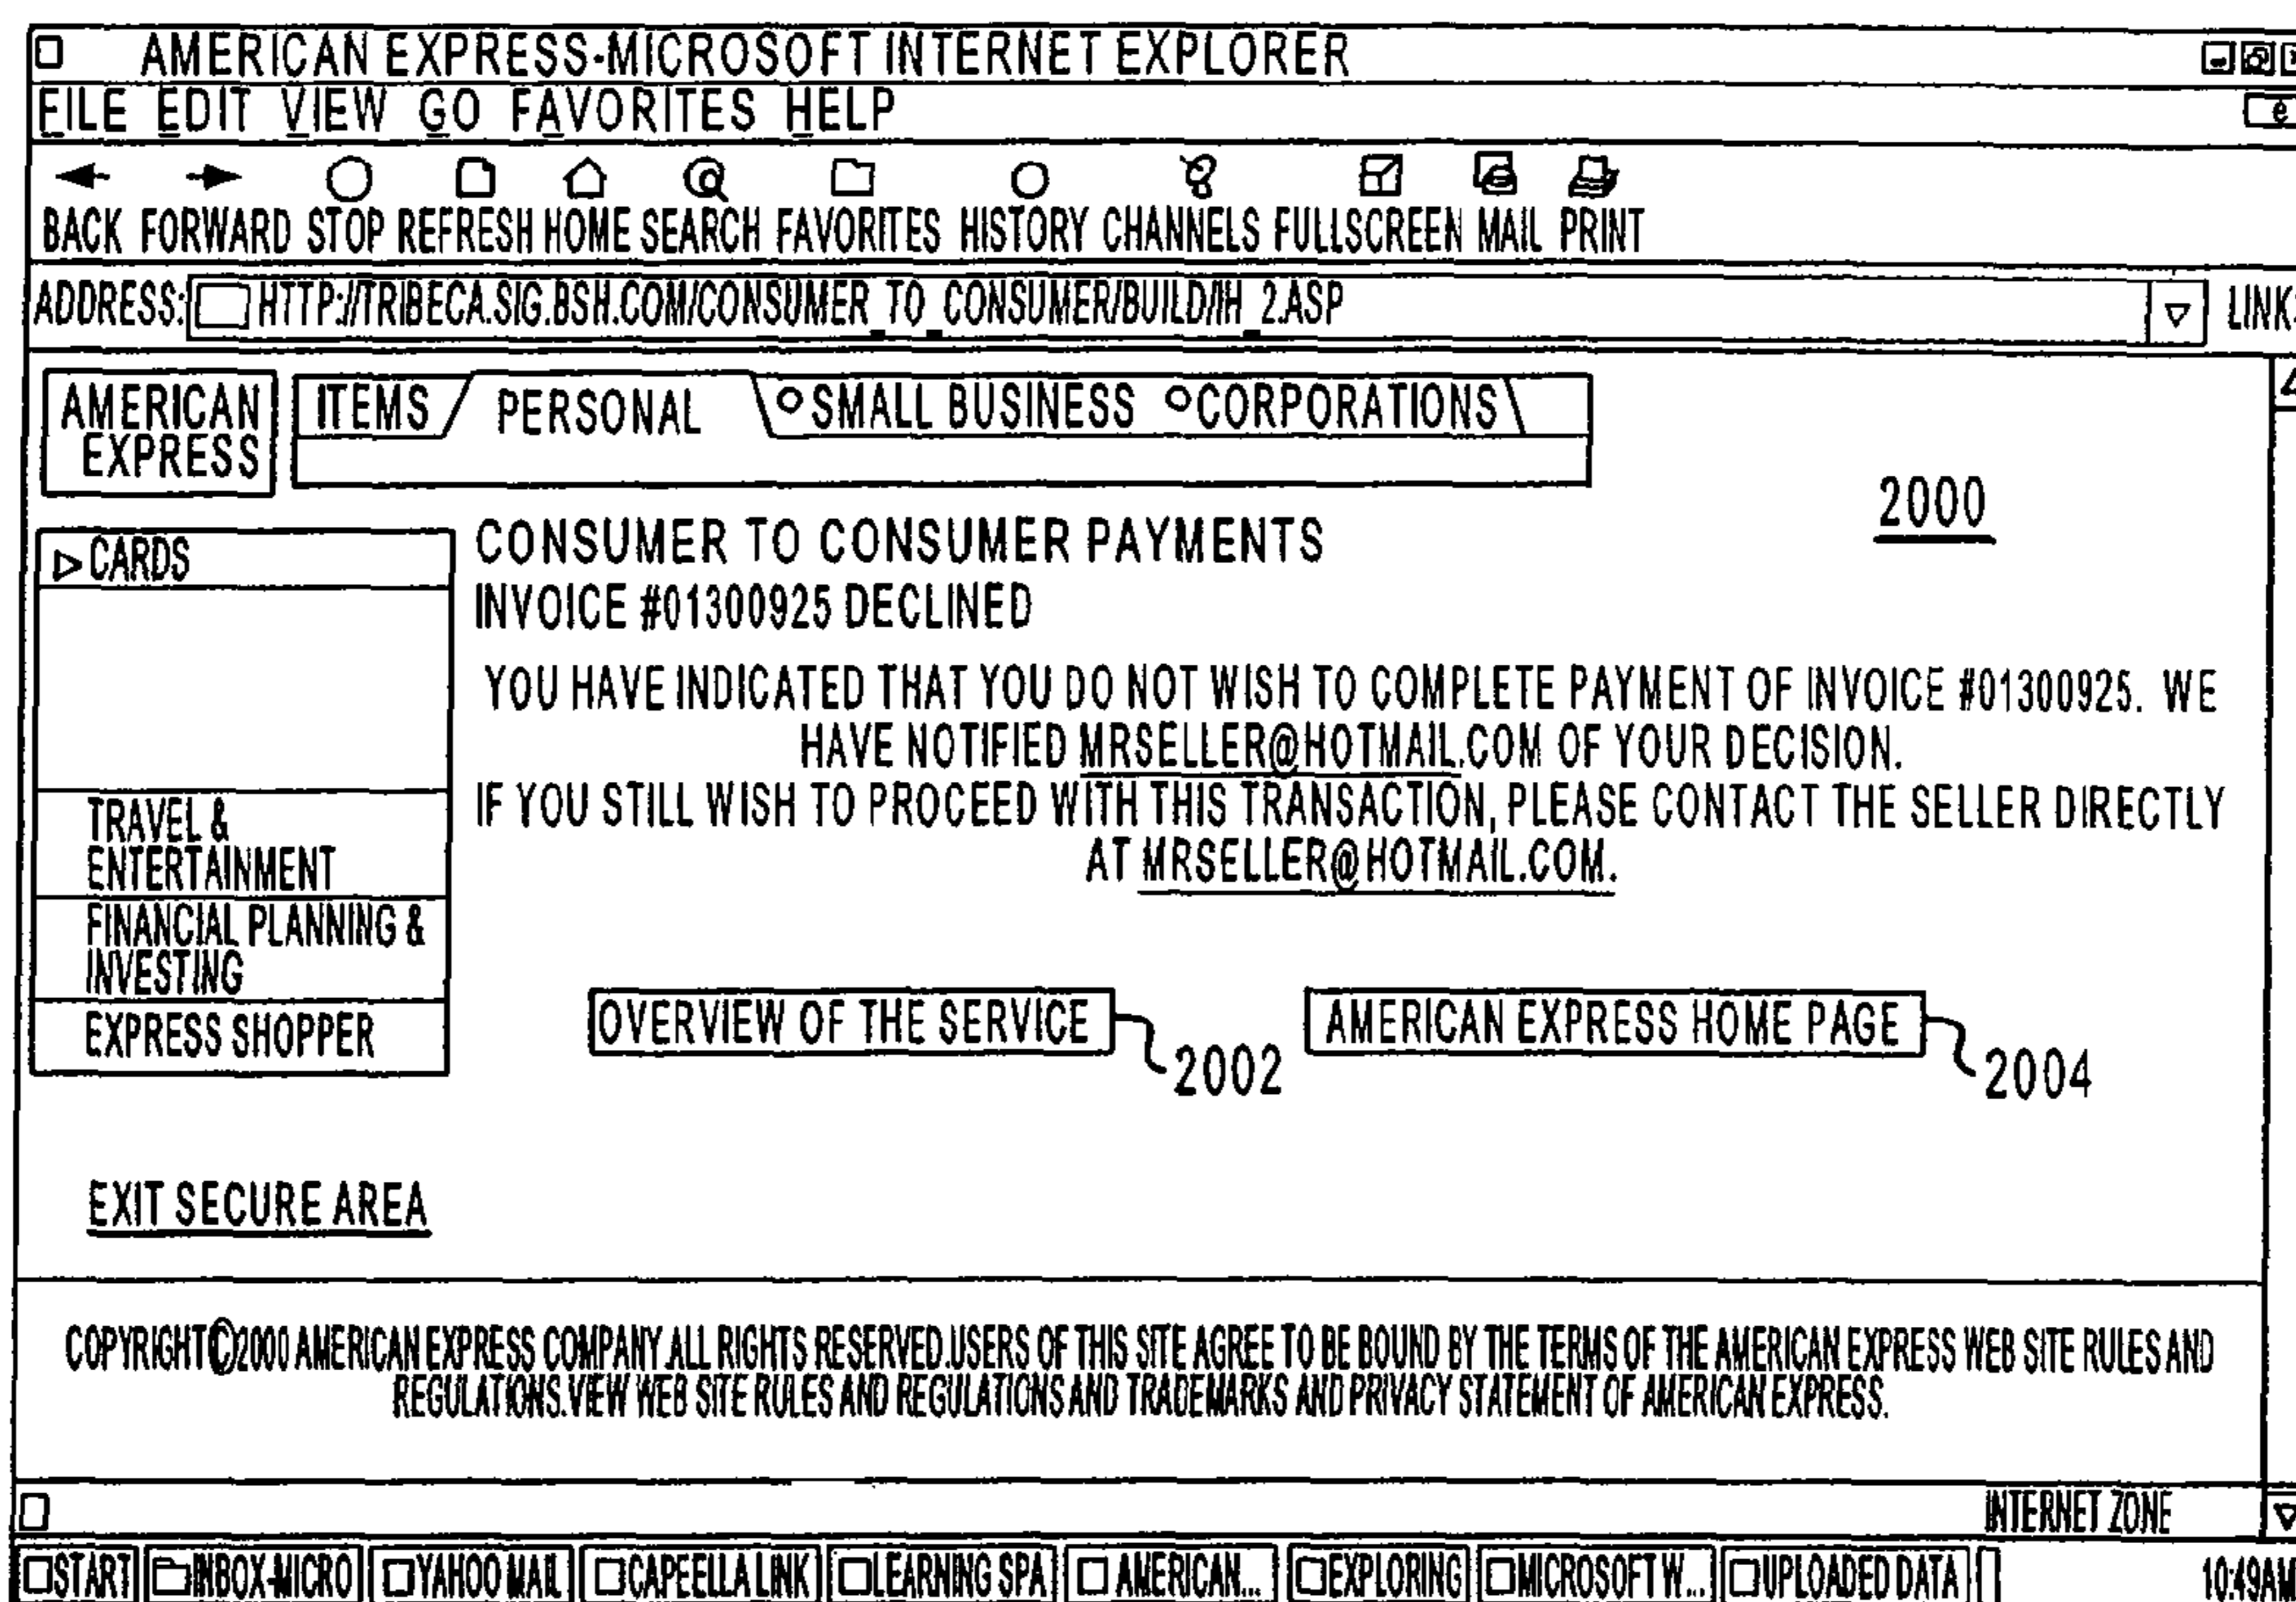 AMERICAN EXPRESS-MICROSOFT INTERNET EXPLORER
FILE EDIT VIEW GO FAVORITES HELP
e
BACK FORWARD STOP REFRESH HOME SEARCH FAVORITES HISTORY CHANNELS FULLSCREEN MAIL PRINT
ADDRESS: HTTP://TRIBECA.SIG.BSH.COM/CONSUMER_TO_CONSUMER/BUILD/IH_2.ASP
AMERICAN
EXPRESS
ITEMS PERSONAL SMALL BUSINESS CORPORATIONS
2000
CARDS
TRAVEL &
ENTERTAINMENT
FINANCIAL PLANNING &
INVESTING
EXPRESS SHOPPER
CONSUMER TO CONSUMER PAYMENTS
INVOICE #01300925 DECLINED
YOU HAVE INDICATED THAT YOU DO NOT WISH TO COMPLETE PAYMENT OF INVOICE #01300925. WE
HAVE NOTIFIED MRSELLER@HOTMAIL.COM OF YOUR DECISION.
IF YOU STILL WISH TO PROCEED WITH THIS TRANSACTION, PLEASE CONTACT THE SELLER DIRECTLY
AT MRSELLER@HOTMAIL.COM.
OVERVIEW OF THE SERVICE 2002 AMERICAN EXPRESS HOME PAGE 2004
EXIT SECURE AREA
COPYRIGHT©2000 AMERICAN EXPRESS COMPANY.ALL RIGHTS RESERVED.USERS OF THIS SITE AGREE TO BE BOUND BY THE TERMS OF THE AMERICAN EXPRESS WEB SITE RULES AND
REGULATIONS.VIEW WEB SITE RULES AND REGULATIONS AND TRADEMARKS AND PRIVACY STATEMENT OF AMERICAN EXPRESS.
INTERNET ZONE
START INBOX-MICRO YAHOO MAIL CAPEELLA LINK LEARNING SPA AMERICAN... EXPLORING MICROSOFT W... UPLOADED DATA 10:49AM